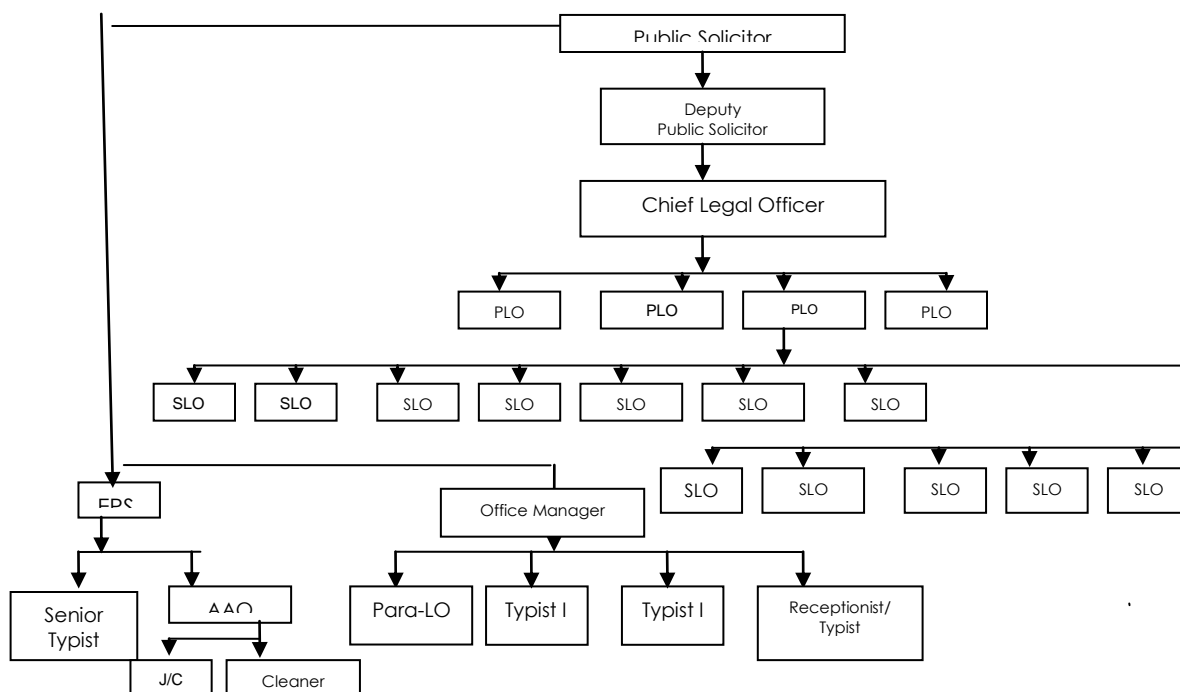 Public Solicitor
Deputy
Public Solicitor
Chief Legal Officer
PLO
PLO
PLO
PLO
SLO
SLO
SLO
SLO
SLO
SLO
SLO
SLO
SLO
SLO
SLO
SLO
Office Manager
Senior
Typist
AAO
Para-LO
Typist I
Typist I
Receptionist/
Typist
J/C
Cleaner